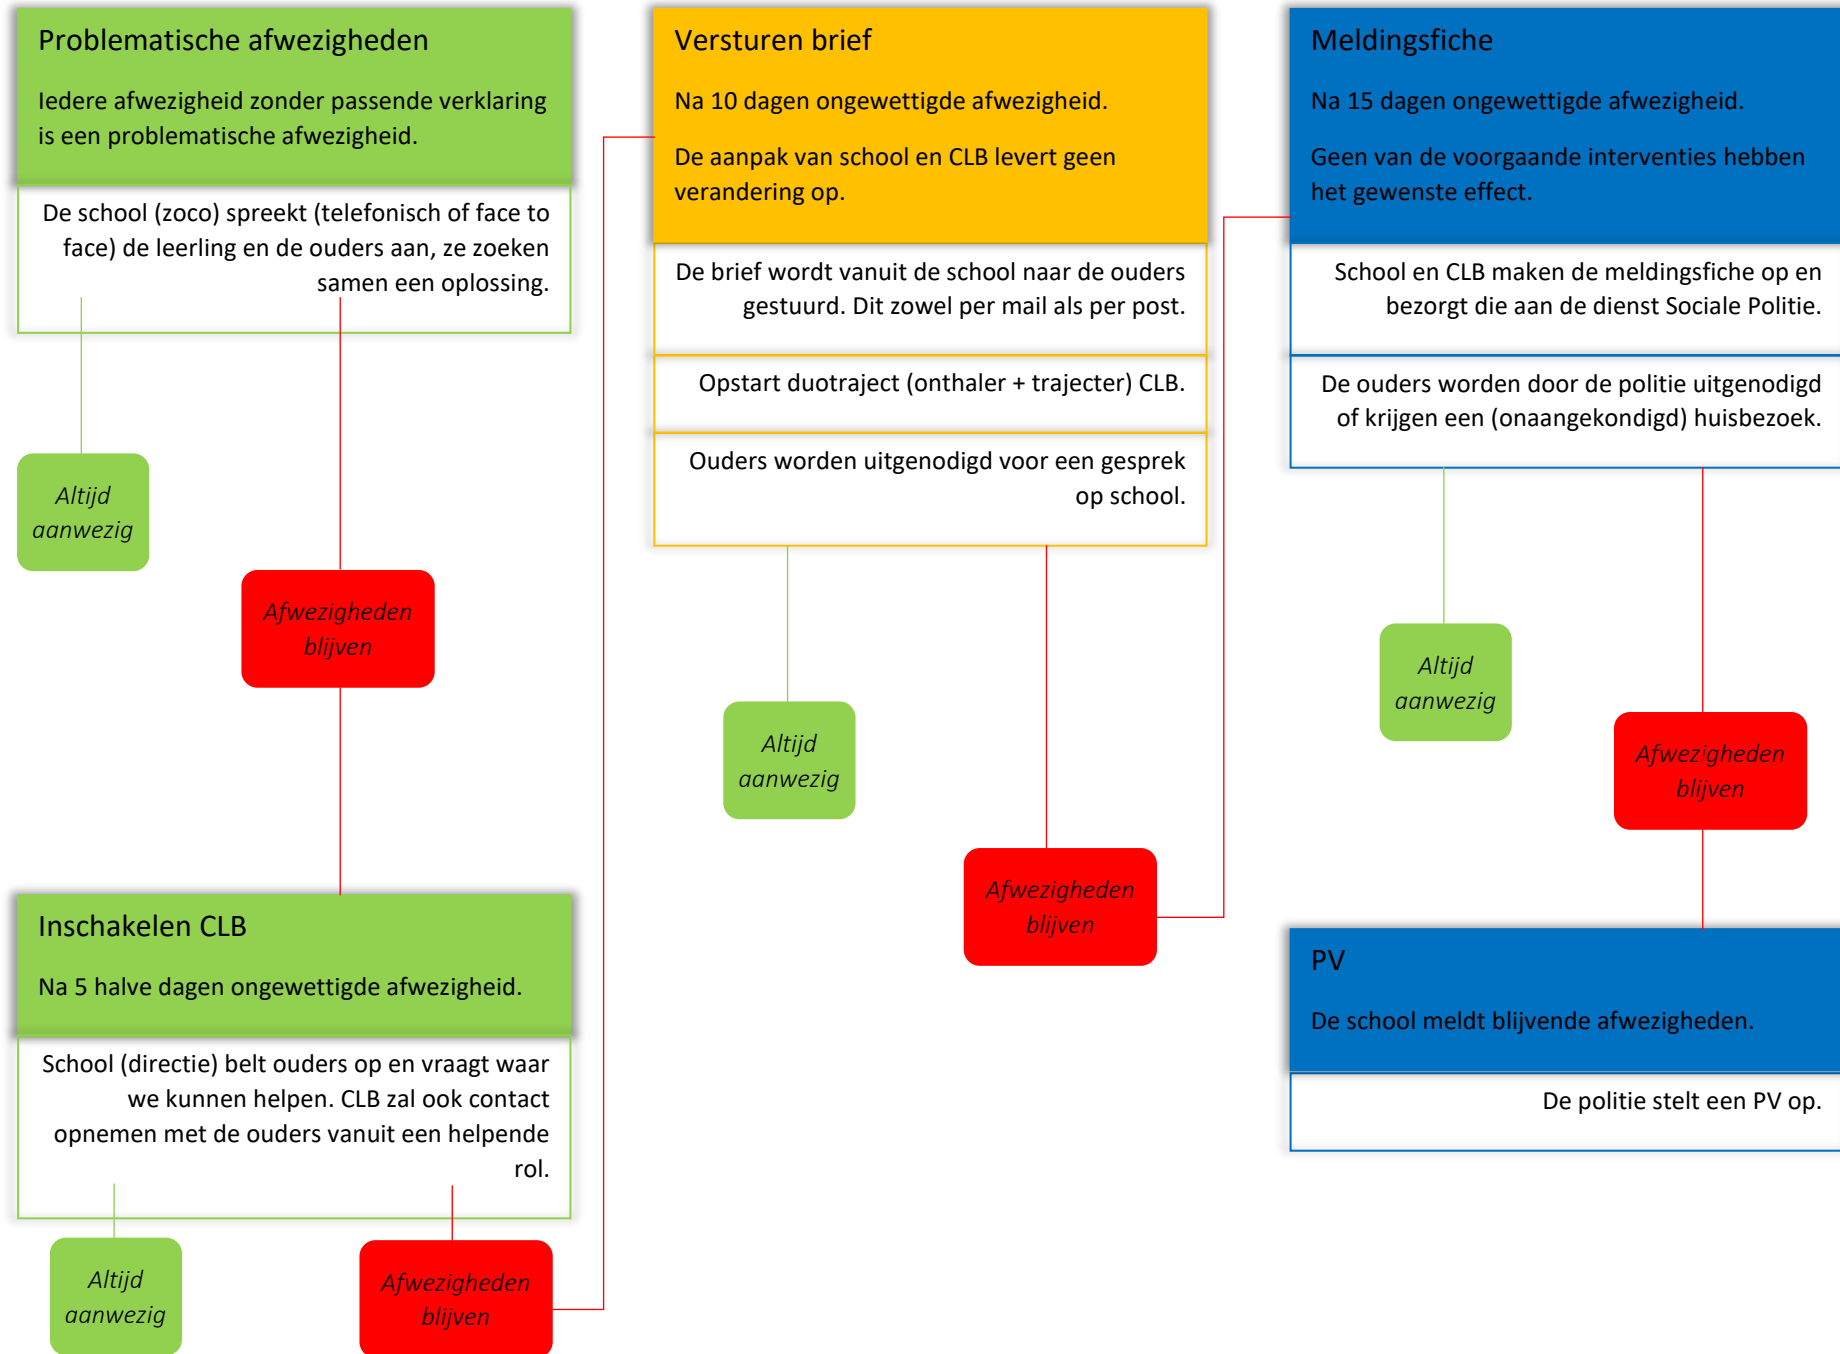 Problematische afwezigheden
Iedere afwezigheid zonder passende verklaring
is een problematische afwezigheid.
De school (zoco) spreekt (telefonisch of face to
face) de leerling en de ouders aan, ze zoeken
samen een oplossing.
Altijd
aanwezig
Afwezigheden
blijven
Inschakelen CLB
Na 5 halve dagen ongewettigde afwezigheid.
School (directie) belt ouders op en vraagt waar
we kunnen helpen. CLB zal ook contact
opnemen met de ouders vanuit een helpende
rol.
Altijd
aanwezig
Afwezigheden
blijven
Versturen brief
Na 10 dagen ongewettigde afwezigheid.
De aanpak van school en CLB levert geen
verandering op.
De brief wordt vanuit de school naar de ouders
gestuurd. Dit zowel per mail als per post.
Opstart duotraject (onthaler + trajecter) CLB.
Ouders worden uitgenodigd voor een gesprek
op school.
Altijd
aanwezig
Afwezigheden
blijven
Meldingsfiche
Na 15 dagen ongewettigde afwezigheid.
Geen van de voorgaande interventies hebben
het gewenste effect.
School en CLB maken de meldingsfiche op en
bezorgt die aan de dienst Sociale Politie.
De ouders worden door de politie uitgenodigd
of krijgen een (onaangekondigd) huisbezoek.
Altijd
aanwezig
Afwezigheden
blijven
PV
De school meldt blijvende afwezigheden.
De politie stelt een PV op.